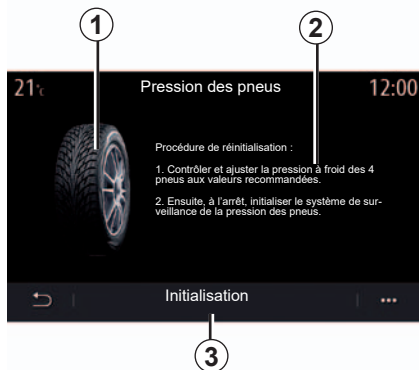 1 2
21°c Pression des pneus 12:00
Procédure de réinitialisation :
1. Contrôler et ajuster la pression à froid des 4
pneus aux valeurs recommandées.
2. Ensuite, à l'arrêt, initialiser le système de sur-
veillance de la pression des pneus.
Initialisation
3